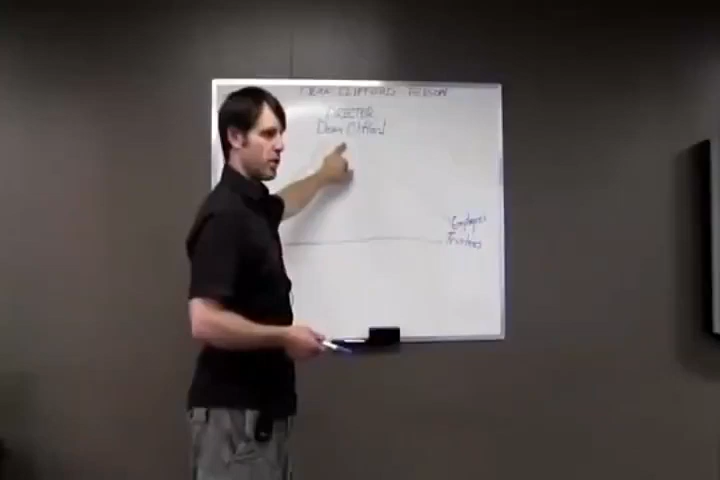 DEAN CLIFFORD PERSON
DIRECTOR
Dean Clifford
Employees
Trustees